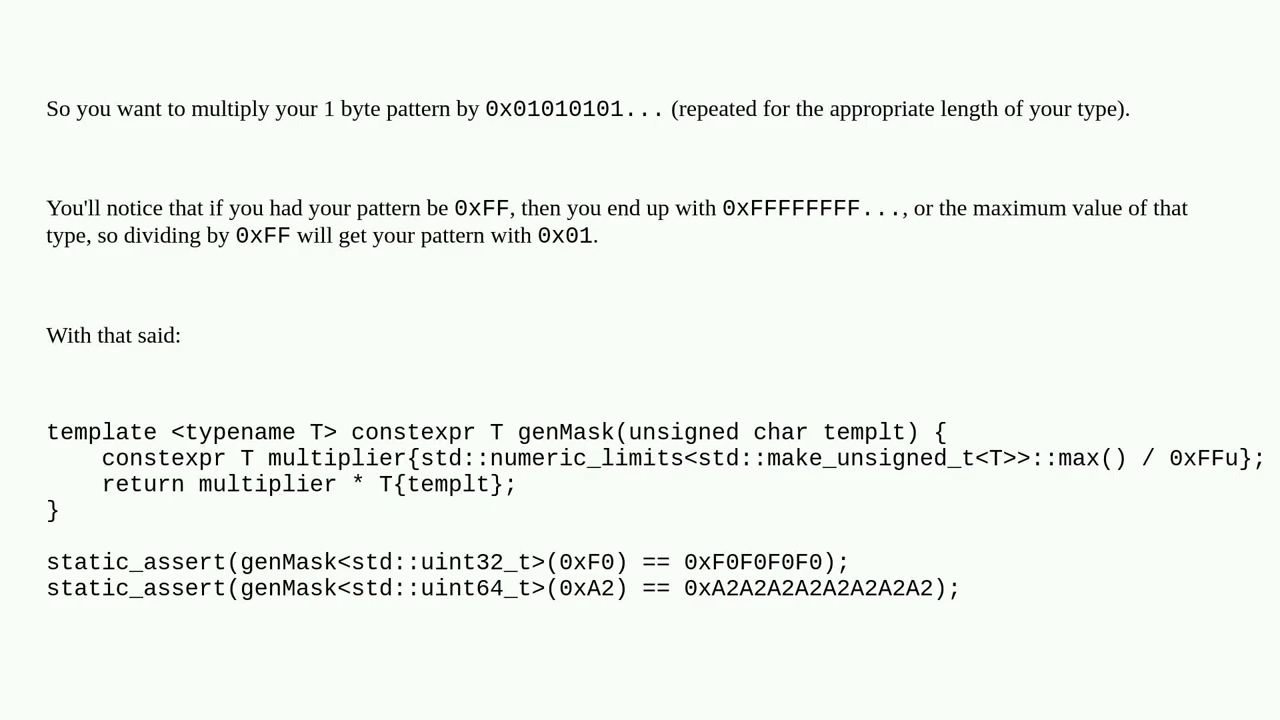 So you want to multiply your 1 byte pattern by 0x01010101... (repeated for the appropriate length of your type).
You'll notice that if you had your pattern be 0xFF, then you end up with 0xFFFFFFFF..., or the maximum value of that
type, so dividing by 0xFF will get your pattern with 0x01.
With that said:
template <typename T> constexpr T genMask(unsigned char templt) {
    constexpr T multiplier{std::numeric_limits<std::make_unsigned_t<T>>::max() / 0xFFu};
    return multiplier * T{templt};
}
static_assert(genMask<std::uint32_t>(0xF0) == 0xF0F0F0F0);
static_assert(genMask<std::uint64_t>(0xA2) == 0xA2A2A2A2A2A2A2A2);